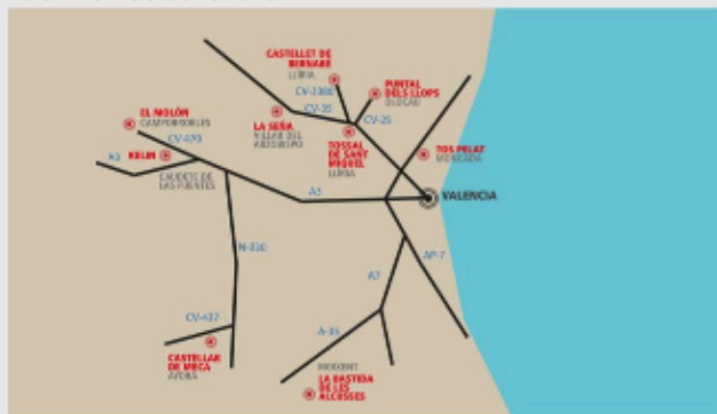 CASTELLET DE
BERNABÉ
LLÍRIA
PUNTAL
DELS LLOPS
OLOCAU
CV-3380
CV-35
CV-25
EL MOLÓN
CAMPORROBLES
LA SEÑA
VILLAR DEL
ARZOBISPO
CV-470
TOSSAL
DE SANT
MIQUEL
LLÍRIA
TOS PELAT
MONCADA
A3
KELIN
CAUDETE DE
LAS FUENTES
A3
VALENCIA
N-330
A7
AP-7
CV-437
A-35
CASTELLAR
DE MECA
AYORA
MOIXENT
LA BASTIDA
DE LES
ALCUSSES